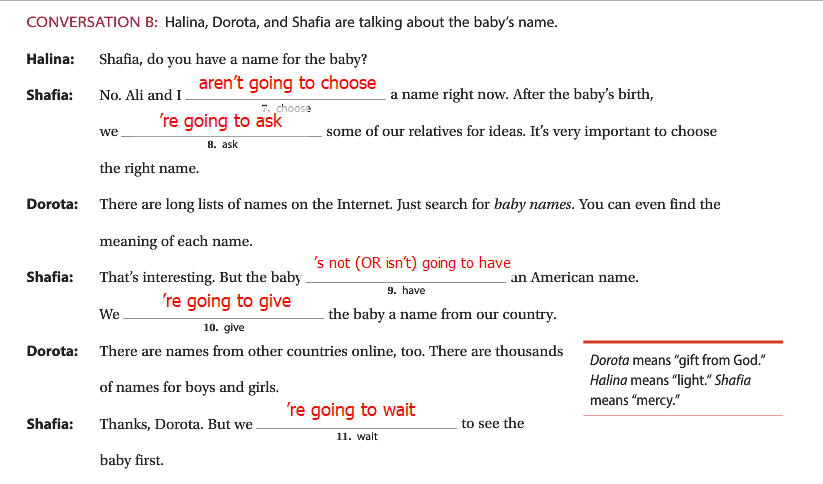 CONVERSATION B: Halina, Dorota, and Shafia are talking about the baby’s name.
Halina: Shafia, do you have a name for the baby?
Shafia: No. Ali and I aren’t going to choose a name right now. After the baby’s birth,
7. choose
we ’re going to ask some of our relatives for ideas. It’s very important to choose
8. ask
the right name.
Dorota: There are long lists of names on the Internet. Just search for baby names. You can even find the
meaning of each name.
Shafia: That’s interesting. But the baby ’s not (OR isn’t) going to have an American name.
9. have
We ’re going to give the baby a name from our country.
10. give
Dorota: There are names from other countries online, too. There are thousands
of names for boys and girls.
Shafia: Thanks, Dorota. But we ’re going to wait to see the
11. wait
baby first.
Dorota means “gift from God.”
Halina means “light.” Shafia
means “mercy.”